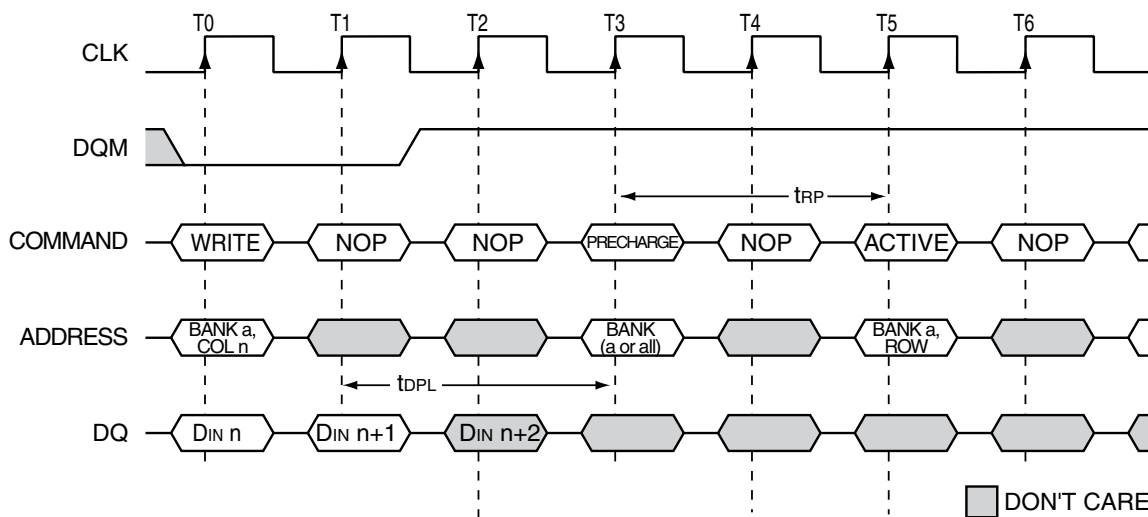 T0 T1 T2 T3 T4 T5 T6
CLK
DQM
tRP
COMMAND WRITE NOP NOP PRECHARGE NOP ACTIVE NOP
ADDRESS BANK a, COL n BANK (a or all) BANK a, ROW
tDPL
DQ DIN n DIN n+1 DIN n+2
DON'T CARE